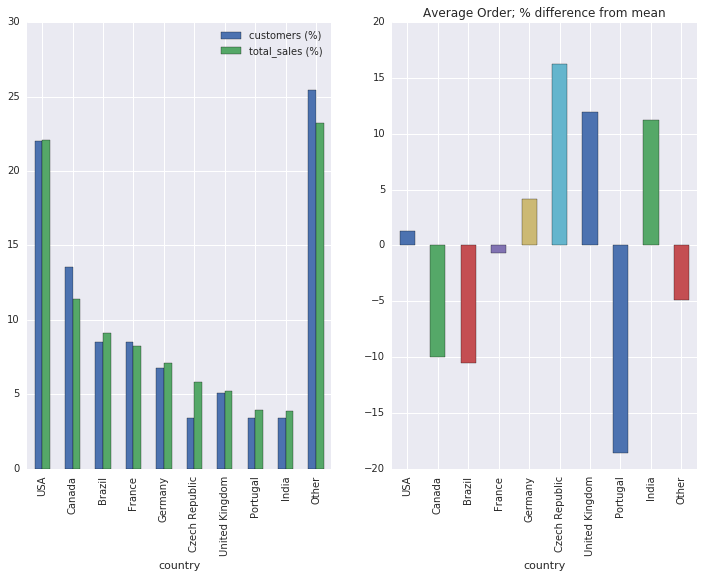 Average Order; % difference from mean
customers (%)
total_sales (%)
30
25
20
15
10
5
0
USA
Canada
Brazil
France
Germany
Czech Republic
United Kingdom
Portugal
India
Other
country
20
15
10
5
0
−5
−10
−15
−20
USA
Canada
Brazil
France
Germany
Czech Republic
United Kingdom
Portugal
India
Other
country